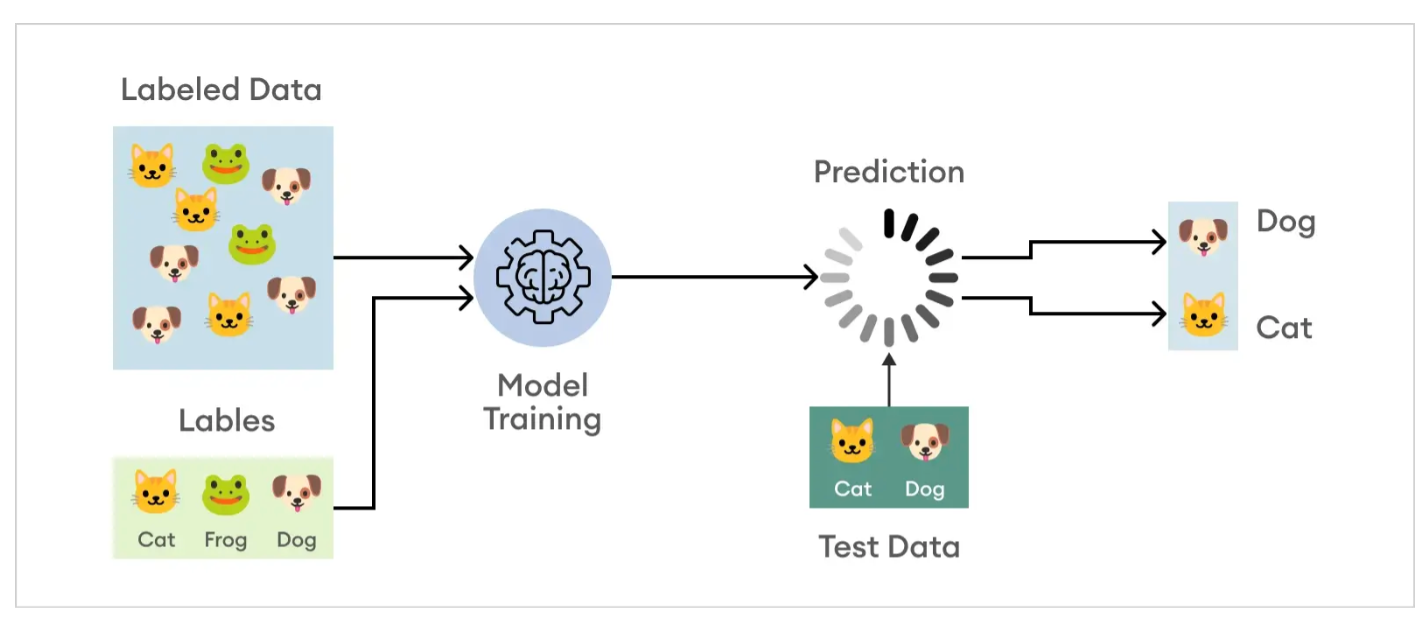 Labeled Data
Lables
Cat Frog Dog
Model
Training
Prediction
Cat Dog
Test Data
Dog
Cat